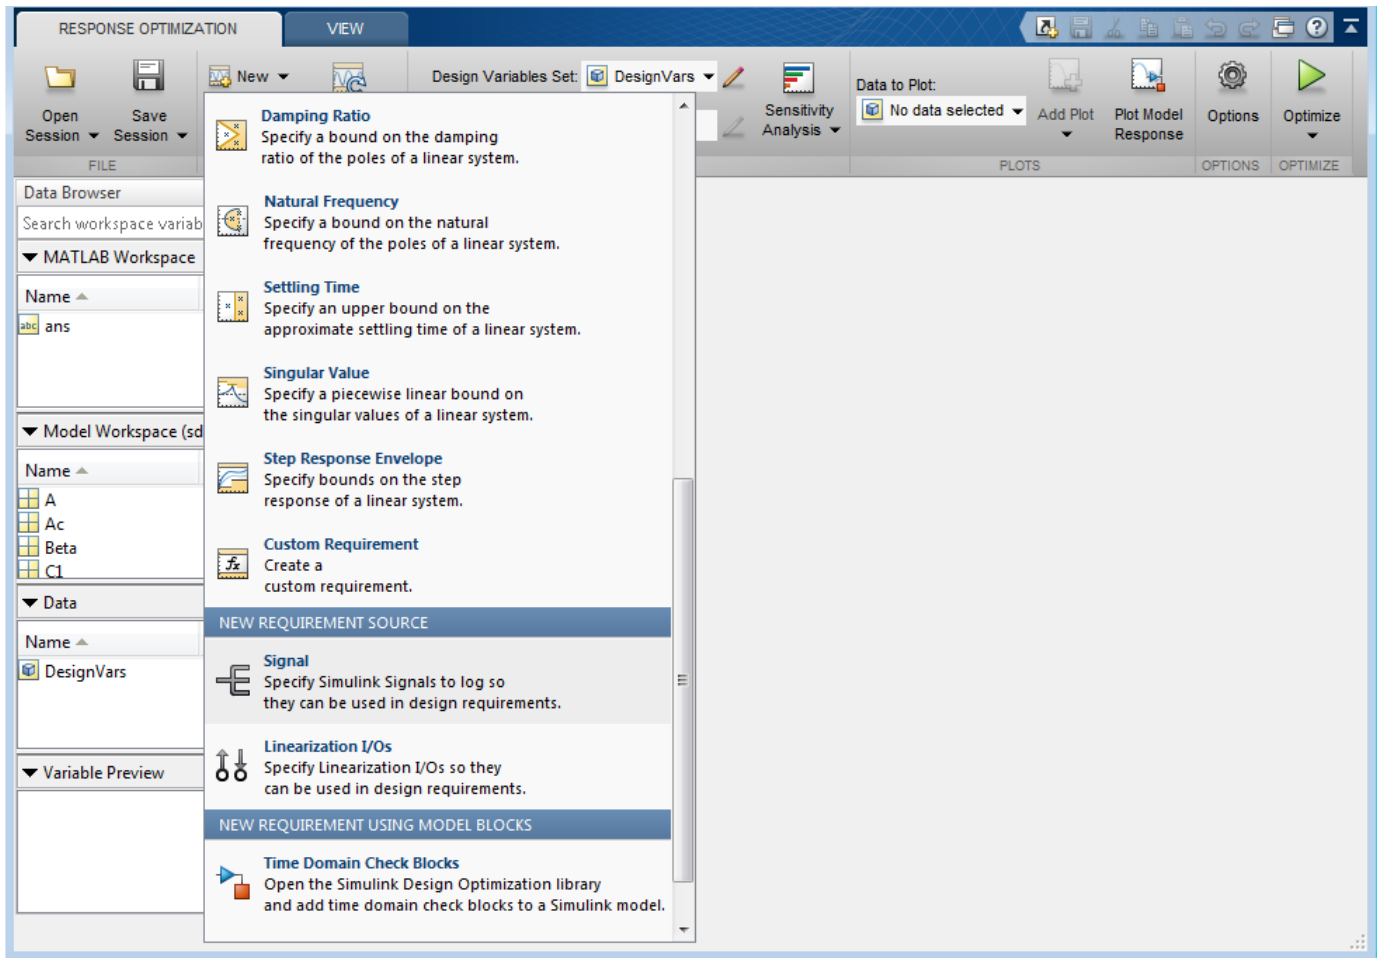 RESPONSE OPTIMIZATION
VIEW
New
Design Variables Set:
DesignVars
Data to Plot:
No data selected
Open
Session
Save
Session
Sensitivity
Analysis
Add Plot
Plot Model
Response
Options
Optimize
FILE
PLOTS
OPTIONS
OPTIMIZE
Data Browser
Search workspace variab
MATLAB Workspace
Name
abc ans
Model Workspace (sd
Name
A
Ac
Beta
C1
Data
Name
DesignVars
Variable Preview
Damping Ratio
Specify a bound on the damping
ratio of the poles of a linear system.
Natural Frequency
Specify a bound on the natural
frequency of the poles of a linear system.
Settling Time
Specify an upper bound on the
approximate settling time of a linear system.
Singular Value
Specify a piecewise linear bound on
the singular values of a linear system.
Step Response Envelope
Specify bounds on the step
response of a linear system.
fx
Custom Requirement
Create a
custom requirement.
NEW REQUIREMENT SOURCE
Signal
Specify Simulink Signals to log so
they can be used in design requirements.
Linearization I/Os
Specify Linearization I/Os so they
can be used in design requirements.
NEW REQUIREMENT USING MODEL BLOCKS
Time Domain Check Blocks
Open the Simulink Design Optimization library
and add time domain check blocks to a Simulink model.